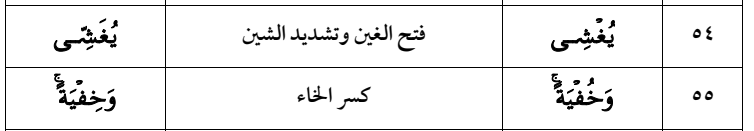 ٥٤ يُغْشِى فتح الغين وتشديد الشين يُغَشِّى
٥٥ وَخُفْيَةًۚ كسر الخاء وَخِفْيَةًۚ